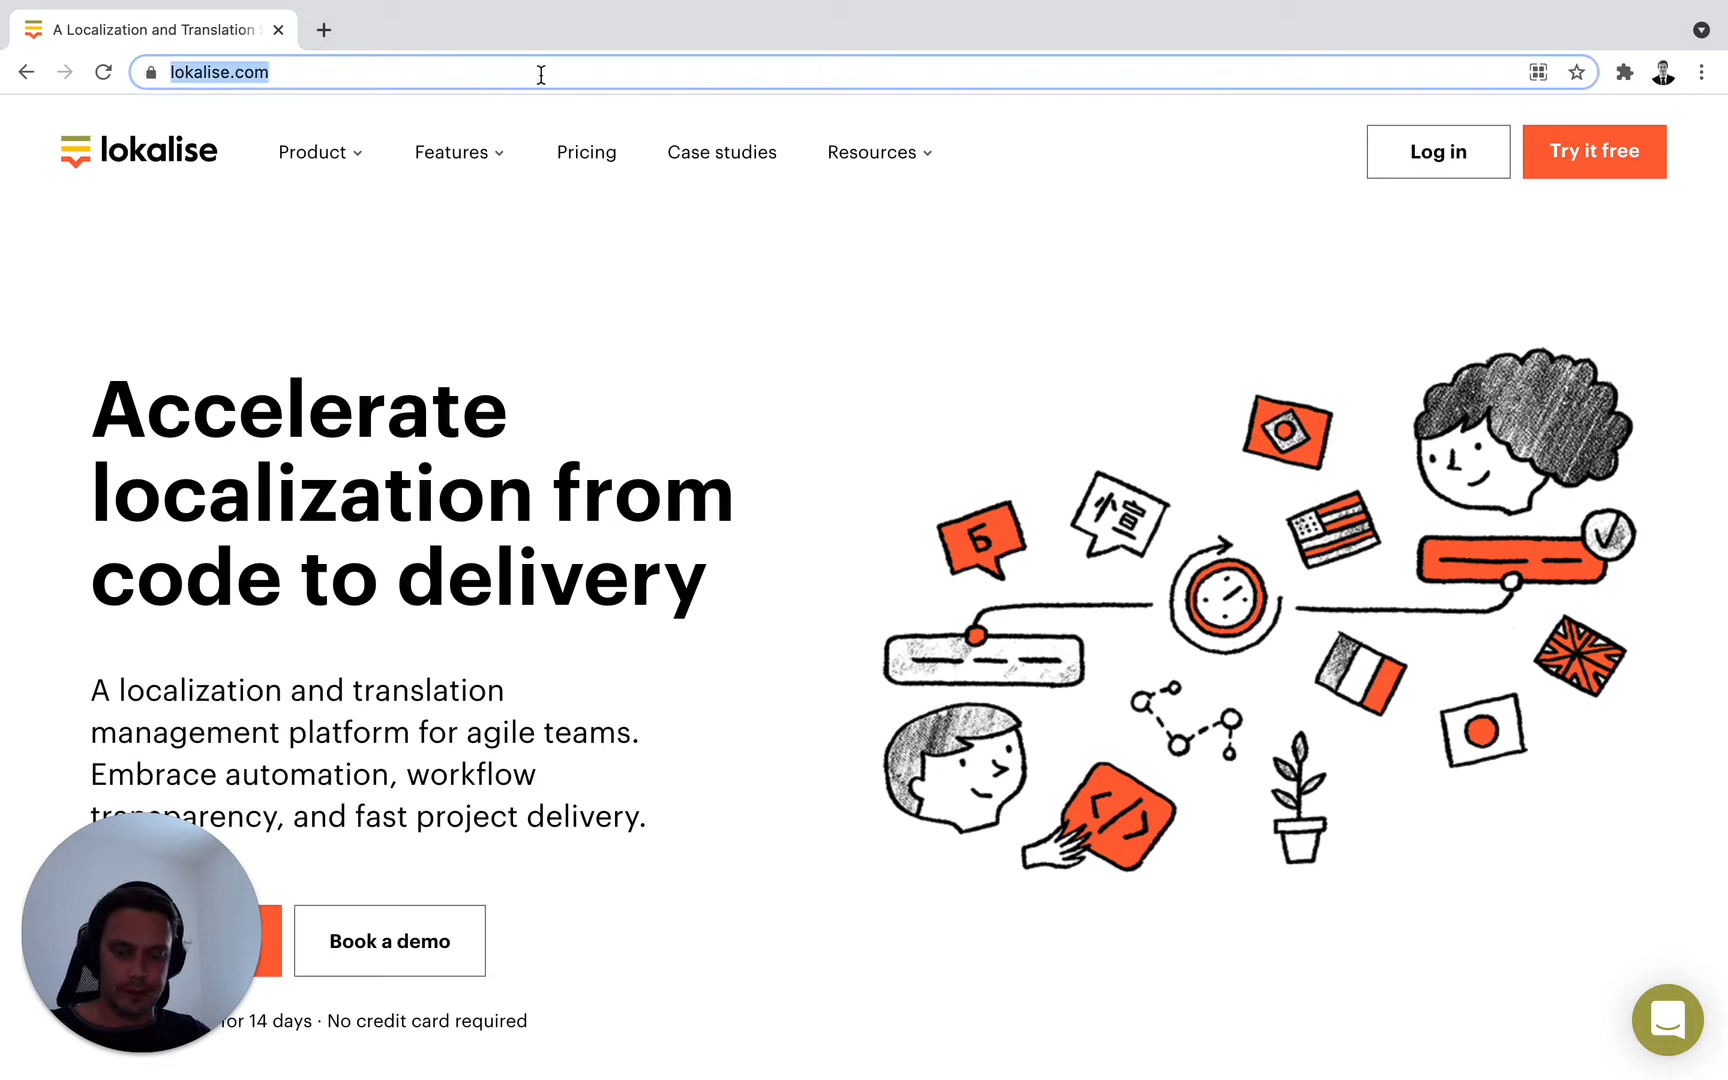 A Localization and Translation
lokalise.com
lokalise
Product
Features
Pricing
Case studies
Resources
Log in
Try it free
Accelerate
localization from
code to delivery
A localization and translation
management platform for agile teams.
Embrace automation, workflow
transparency, and fast project delivery.
5
Book a demo
for 14 days · No credit card required